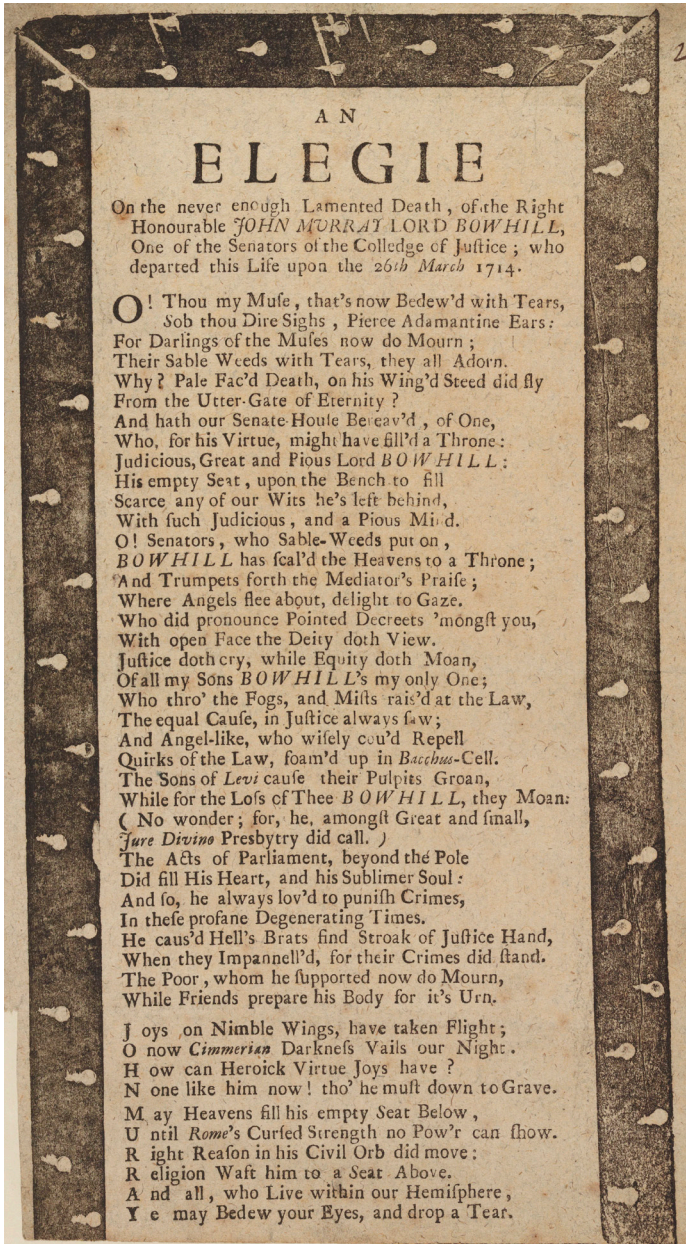 2
AN
ELEGIE
On the never enough Lamented Death, of the Right
Honourable JOHN MURRAY LORD BOWHILL,
One of the Senators of the Colledge of Juſtice; who
departed this Life upon the 26th March 1714.
O! Thou my Muſe, that's now Bedew'd with Tears,
Sob thou Dire Sighs, Pierce Adamantine Ears:
For Darlings of the Muſes now do Mourn;
Their Sable Weeds with Tears, they all Adorn.
Why? Pale Fac'd Death, on his Wing'd Steed did fly
From the Utter-Gate of Eternity?
And hath our Senate-Houſe Bereav'd, of One,
Who, for his Virtue, might have fill'd a Throne:
Judicious, Great and Pious Lord BOWHILL:
His empty Seat, upon the Bench to fill
Scarce any of our Wits he's left behind,
With ſuch Judicious, and a Pious Mind.
O! Senators, who Sable-Weeds put on,
BOWHILL has ſcal'd the Heavens to a Throne;
And Trumpets forth the Mediator's Praiſe;
Where Angels flee about, delight to Gaze.
Who did pronounce Pointed Decreets 'mongſt you,
With open Face the Deity doth View.
Juſtice doth cry, while Equity doth Moan,
Of all my Sons BOWHILL's my only One;
Who thro' the Fogs, and Miſts rais'd at the Law,
The equal Cauſe, in Juſtice always ſaw;
And Angel-like, who wiſely cou'd Repell
Quirks of the Law, foam'd up in Bacchus-Cell.
The Sons of Levi cauſe their Pulpits Groan,
While for the Loſs of Thee BOWHILL, they Moan:
( No wonder; for, he, amongſt Great and ſmall,
Jure Divino Presbytry did call. )
The Acts of Parliament, beyond the Pole
Did fill His Heart, and his Sublimer Soul:
And ſo, he always lov'd to puniſh Crimes,
In theſe profane Degenerating Times.
He caus'd Hell's Brats find Stroak of Juſtice Hand,
When they Impannell'd, for their Crimes did ſtand.
The Poor, whom he ſupported now do Mourn,
While Friends prepare his Body for it's Urn.
J oys on Nimble Wings, have taken Flight;
O now Cimmerian Darkneſs Vails our Night.
H ow can Heroick Virtue Joys have?
N one like him now! tho' he muſt down to Grave.
M ay Heavens fill his empty Seat Below,
U ntil Rome's Curſed Strength no Pow'r can ſhow.
R ight Reaſon in his Civil Orb did move:
R eligion Waft him to a Seat Above.
A nd all, who Live within our Hemiſphere,
Y e may Bedew your Eyes, and drop a Tear.